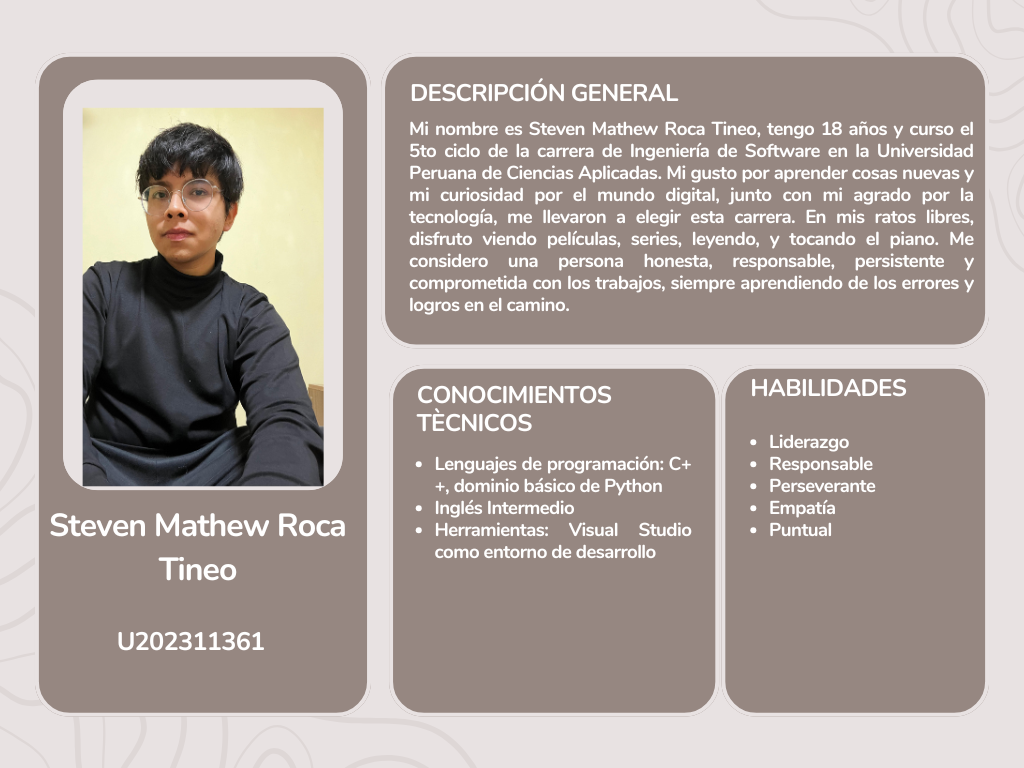 DESCRIPCIÓN GENERAL
Mi nombre es Steven Mathew Roca Tineo, tengo 18 años y curso el
5to ciclo de la carrera de Ingeniería de Software en la Universidad
Peruana de Ciencias Aplicadas. Mi gusto por aprender cosas nuevas y
mi curiosidad por el mundo digital, junto con mi agrado por la
tecnología, me llevaron a elegir esta carrera. En mis ratos libres,
disfruto viendo películas, series, leyendo, y tocando el piano. Me
considero una persona honesta, responsable, persistente y
comprometida con los trabajos, siempre aprendiendo de los errores y
logros en el camino.
Steven Mathew Roca
Tineo
U202311361
CONOCIMIENTOS
TÈCNICOS
• Lenguajes de programación: C+
+, dominio básico de Python
• Inglés Intermedio
• Herramientas: Visual Studio
como entorno de desarrollo
HABILIDADES
• Liderazgo
• Responsable
• Perseverante
• Empatía
• Puntual